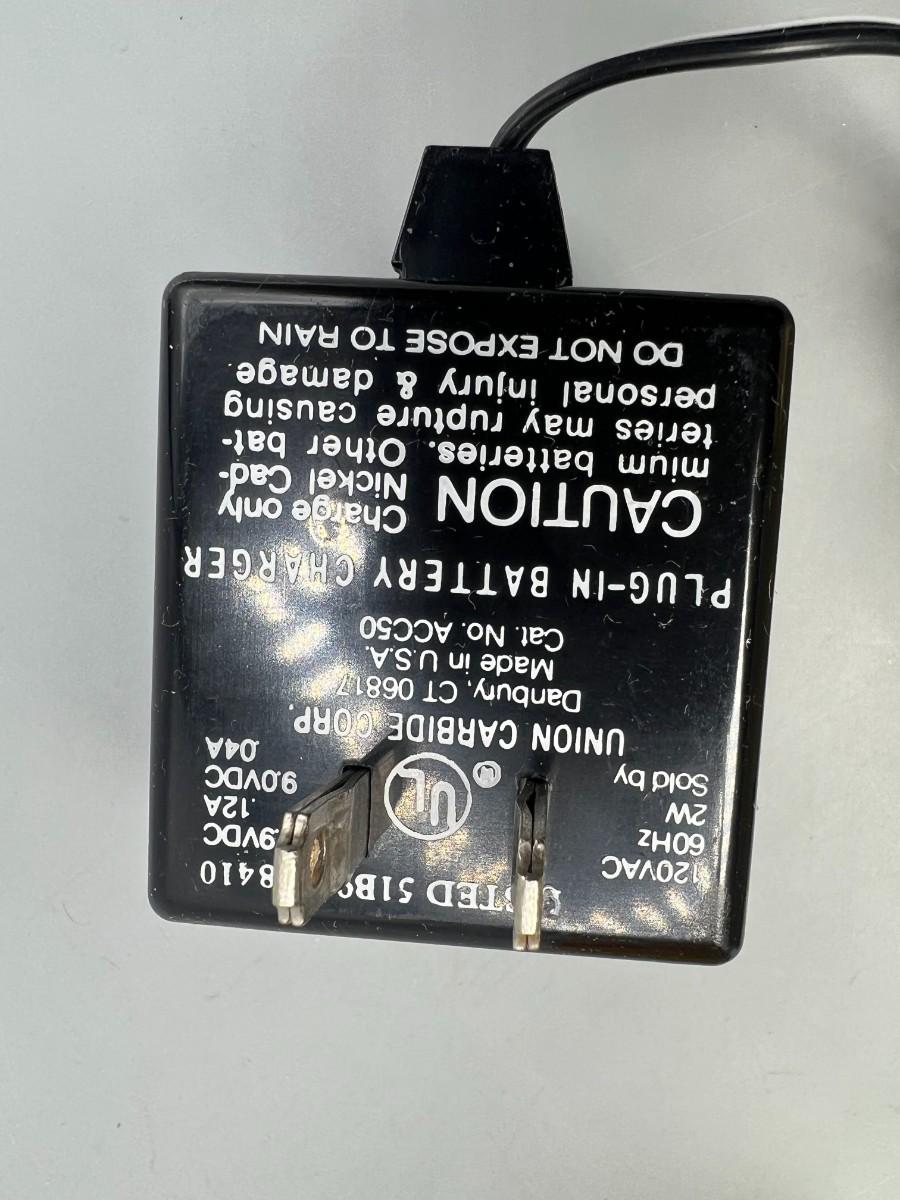 LISTED 8410
120VAC
60Hz
2W
Sold by
UL
®
.12A
9.0VDC
.04A
UNION CARBIDE CORP.
Danbury, CT 06817
Made in U.S.A.
Cat. No. ACC50
PLUG-IN BATTERY CHARGER
CAUTION Charge only
Nickel Cad-
mium batteries. Other bat-
teries may rupture causing
personal injury & damage
DO NOT EXPOSE TO RAIN